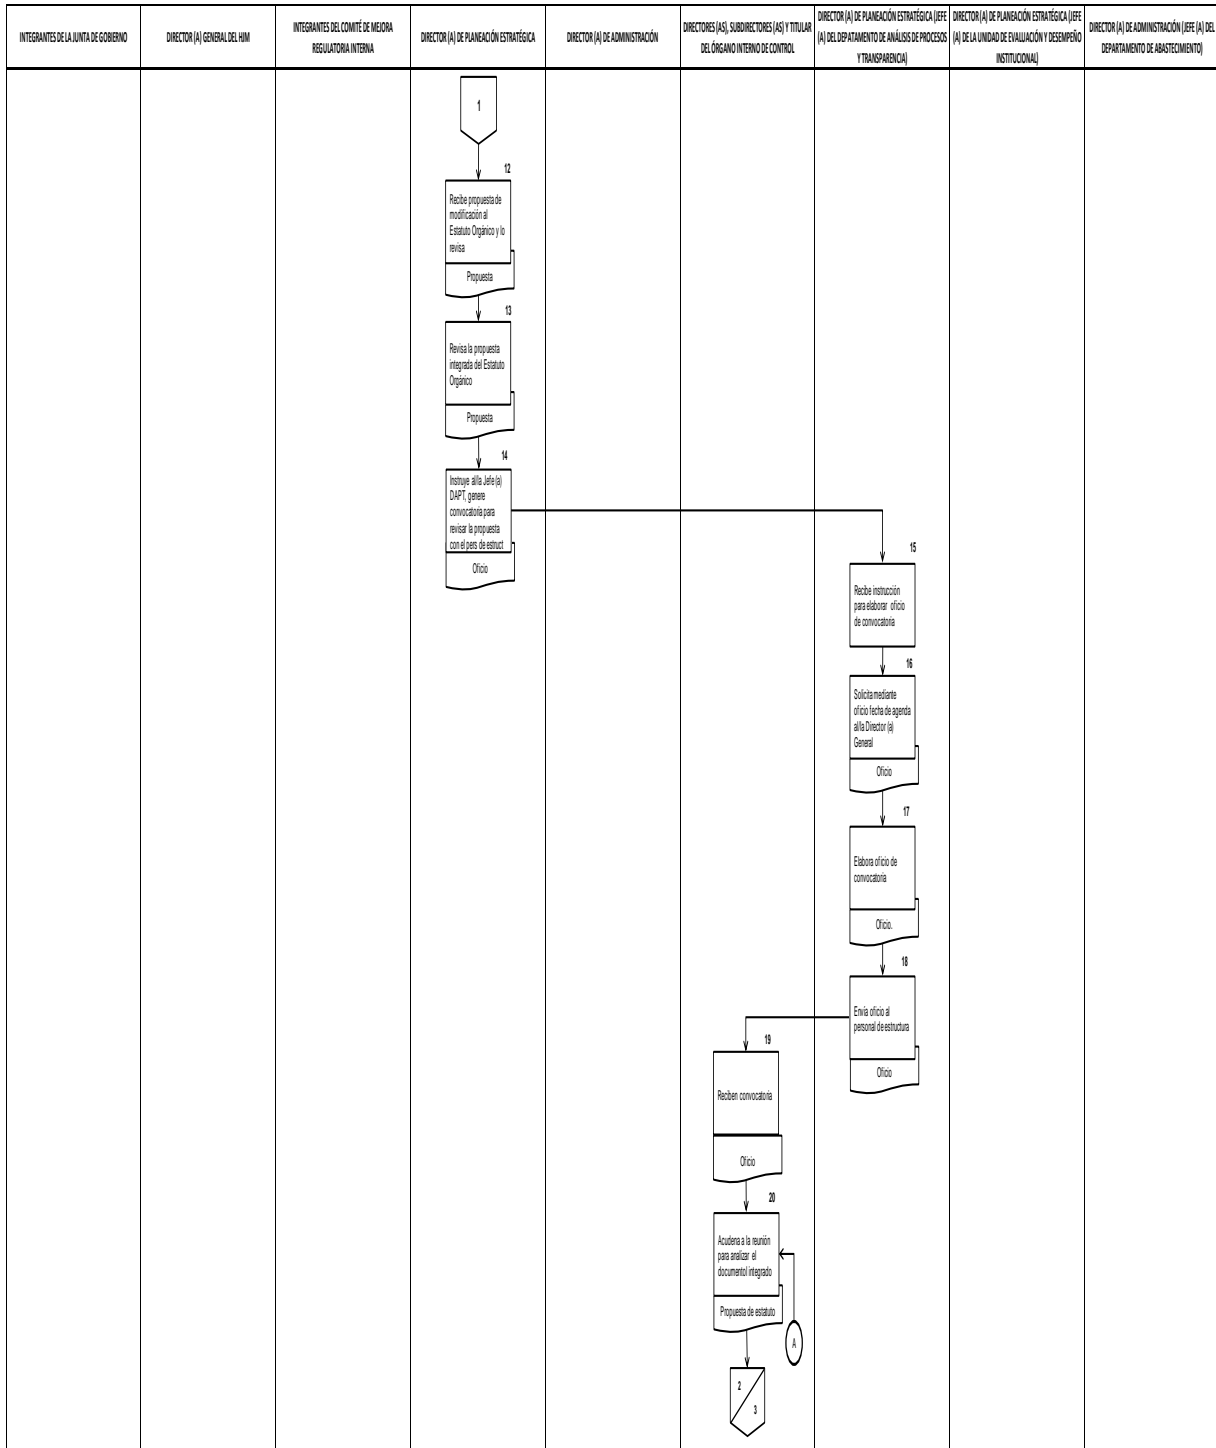 INTEGRANTES DE LA JUNTA DE GOBIERNO
DIRECTOR (A) GENERAL DEL HJM
INTEGRANTES DEL COMITÉ DE MEJORA
REGULATORIA INTERNA
DIRECTOR (A) DE PLANEACIÓN ESTRATÉGICA
DIRECTOR (A) DE ADMINISTRACIÓN
DIRECTORES (AS), SUBDIRECTORES (AS) Y TITULAR
DEL ÓRGANO INTERNO DE CONTROL
DIRECTOR (A) DE PLANEACIÓN ESTRATÉGICA (JEFE
(A) DEL DEPATAMENTO DE ANÁLISIS DE PROCESOS
Y TRANSPARENCIA)
DIRECTOR (A) DE PLANEACIÓN ESTRATÉGICA (JEFE
(A) DE LA UNIDAD DE EVALUACIÓN Y DESEMPEÑO
INSTITUCIONAL)
DIRECTOR (A) DE ADMINISTRACIÓN (JEFE (A) DEL
DEPARTAMENTO DE ABASTECIMIENTO)
1
12
Recibe propuesta de
modificación al
Estatuto Orgánico y lo
revisa
Propuesta
13
Revisa la propuesta
integrada del Estatuto
Orgánico
Propuesta
14
Instruye al/la Jefe (a)
DAPT, genere
convocatoria para
revisar la propuesta
con el pers de estruct
Oficio
15
Recibe instrucción
para elaborar oficio
de convocatoria
16
Solicita mediante
oficio fecha de agenda
al/la Director (a)
General
Oficio
17
Elabora oficio de
convocatoria
Oficio.
18
Envía oficio al
personal de estructura
Oficio
19
Reciben convocatoria
Oficio
20
Acudena a la reunión
para analizar el
documentol integrado
Propuesta de estatuto
A
2
3